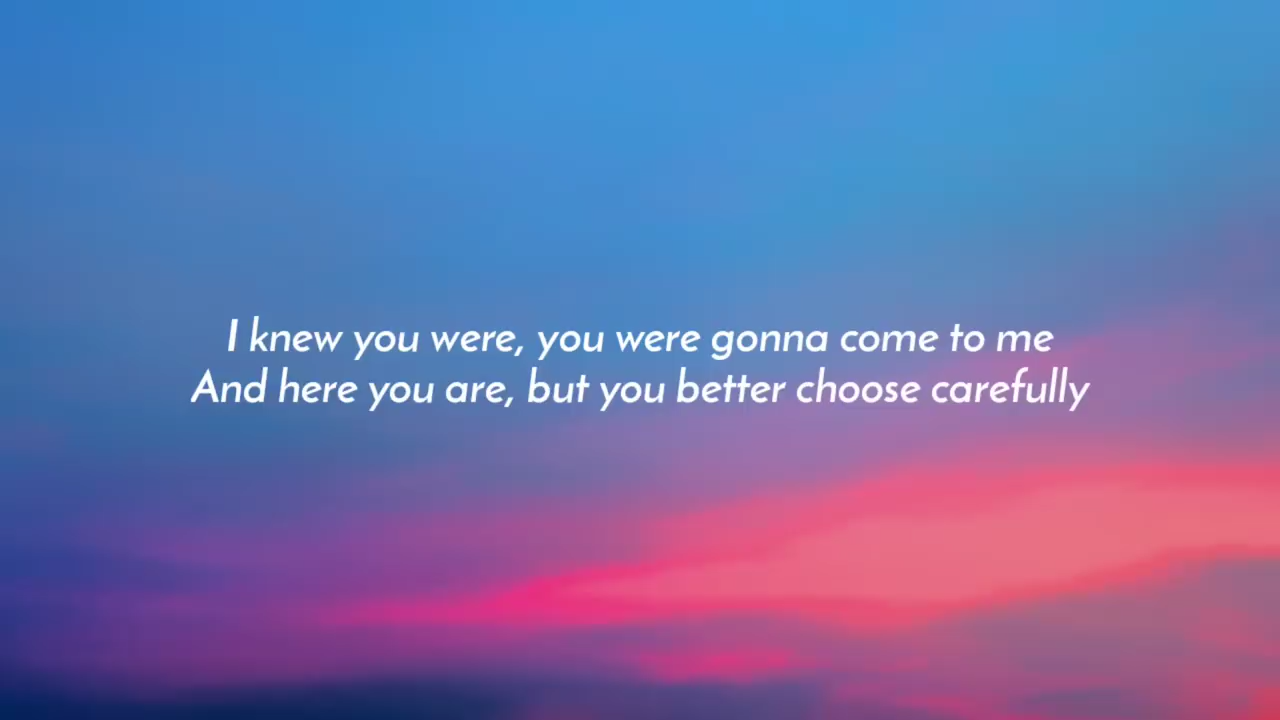 I knew you were, you were gonna come to me
And here you are, but you better choose carefully